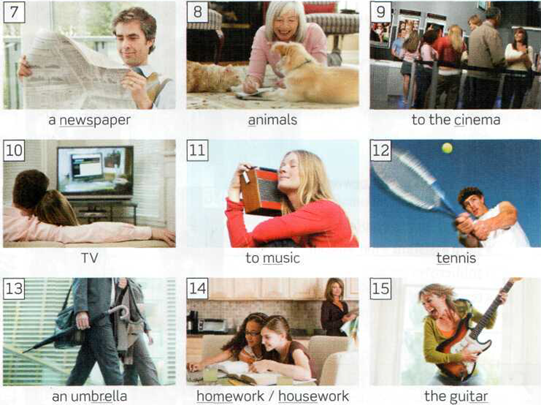 7
8
9
a newspaper
animals
to the cinema
10
11
12
TV
to music
tennis
13
14
15
an umbrella
homework / housework
the guitar